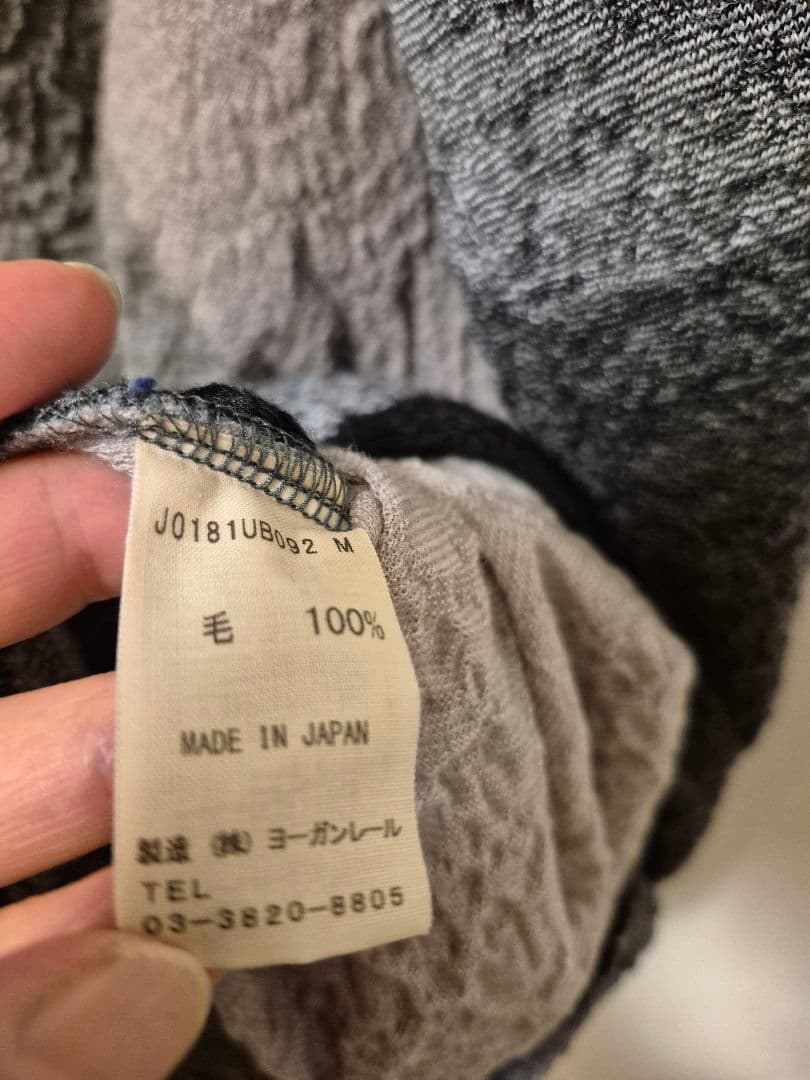 J0181UB092 M
毛 100%
MADE IN JAPAN
製造 (株) ヨーガンレール
TEL
03-3820-8805